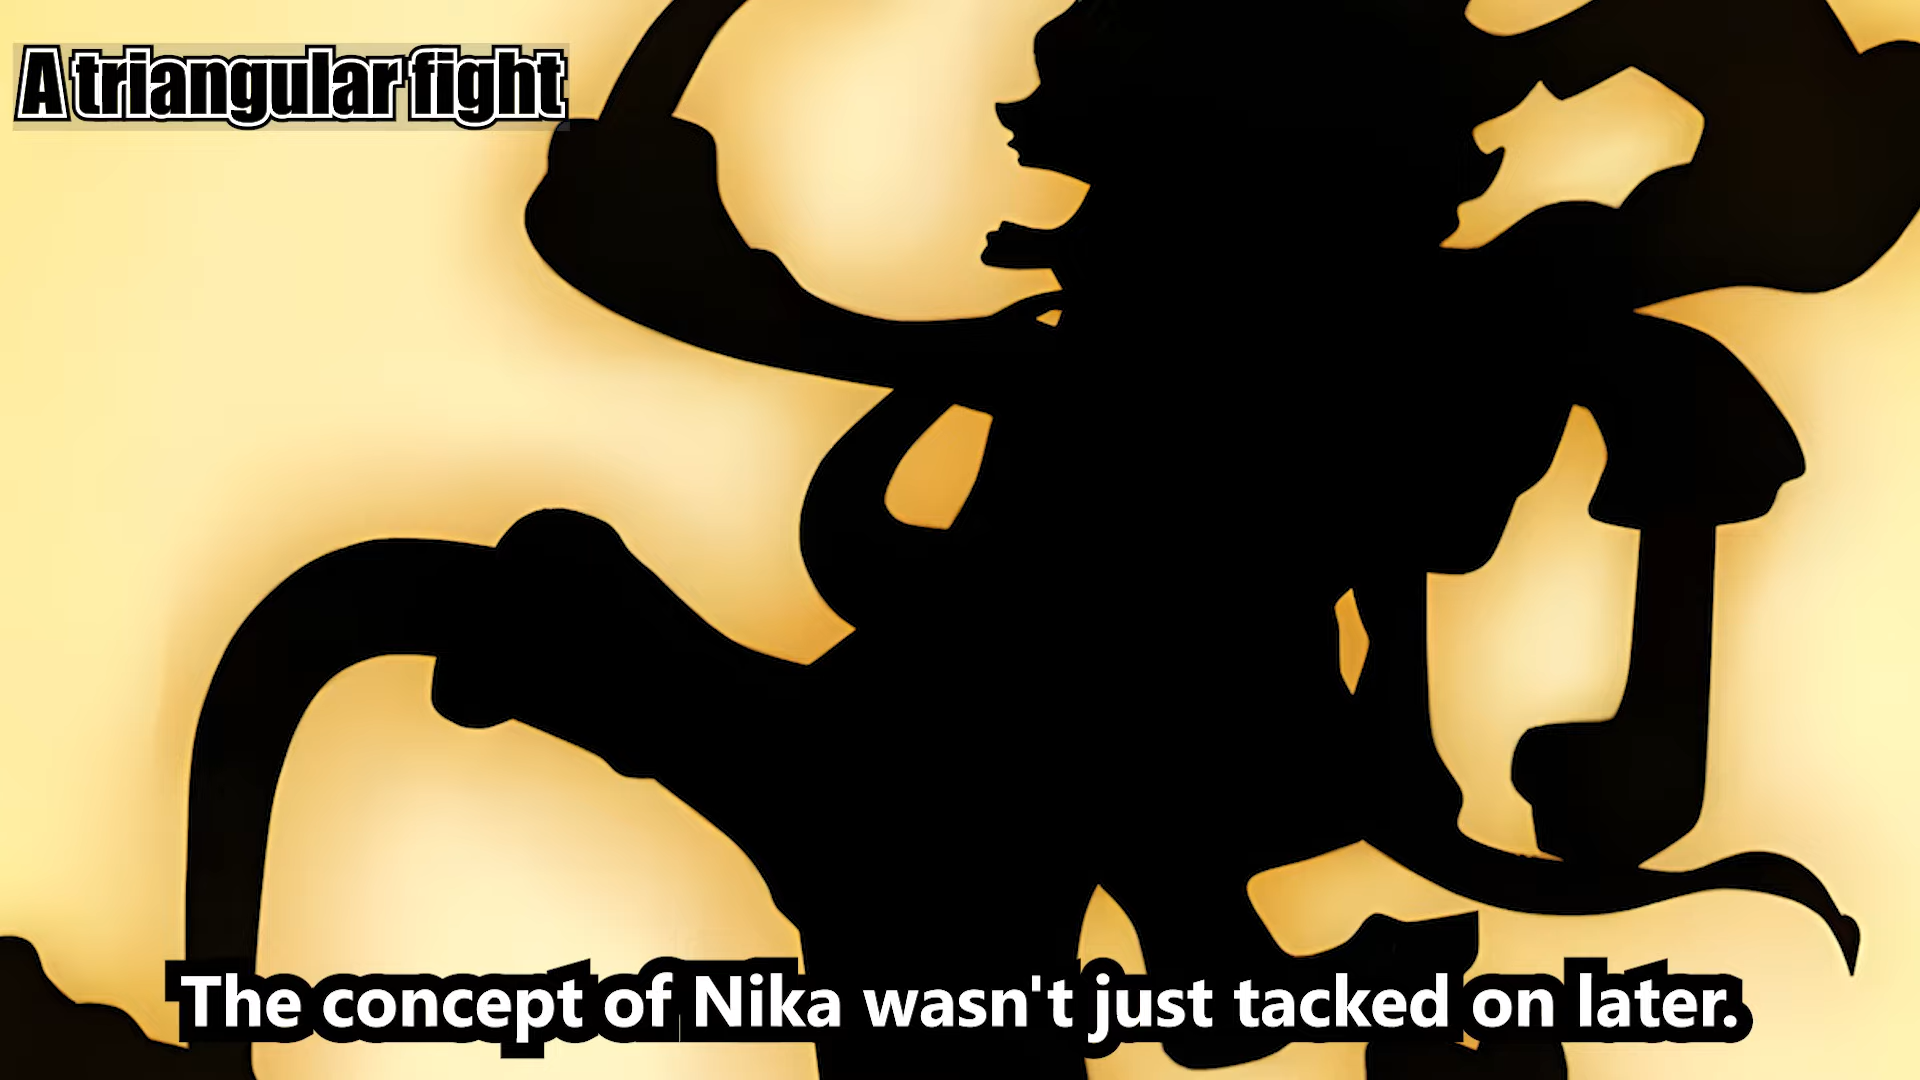 A triangular fight
The concept of Nika wasn't just tacked on later.